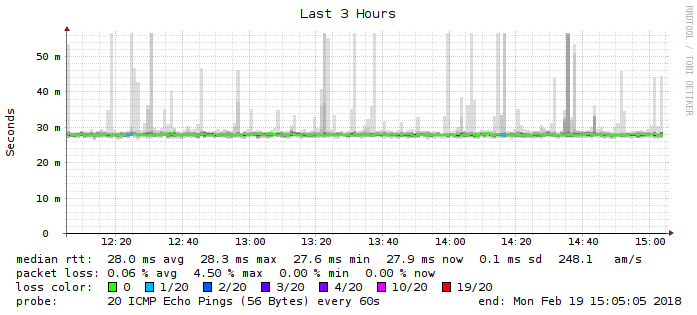 Last 3 Hours
RRDTOOL / TOBI OETIKER
Seconds
50 m
40 m
30 m
20 m
10 m
0
12:20 12:40 13:00 13:20 13:40 14:00 14:20 14:40 15:00
median rtt: 28.0 ms avg 28.3 ms max 27.6 ms min 27.9 ms now 0.1 ms sd 248.1 am/s
packet loss: 0.06 % avg 4.50 % max 0.00 % min 0.00 % now
loss color: 0 1/20 2/20 3/20 4/20 10/20 19/20
probe: 20 ICMP Echo Pings (56 Bytes) every 60s end: Mon Feb 19 15:05:05 2018